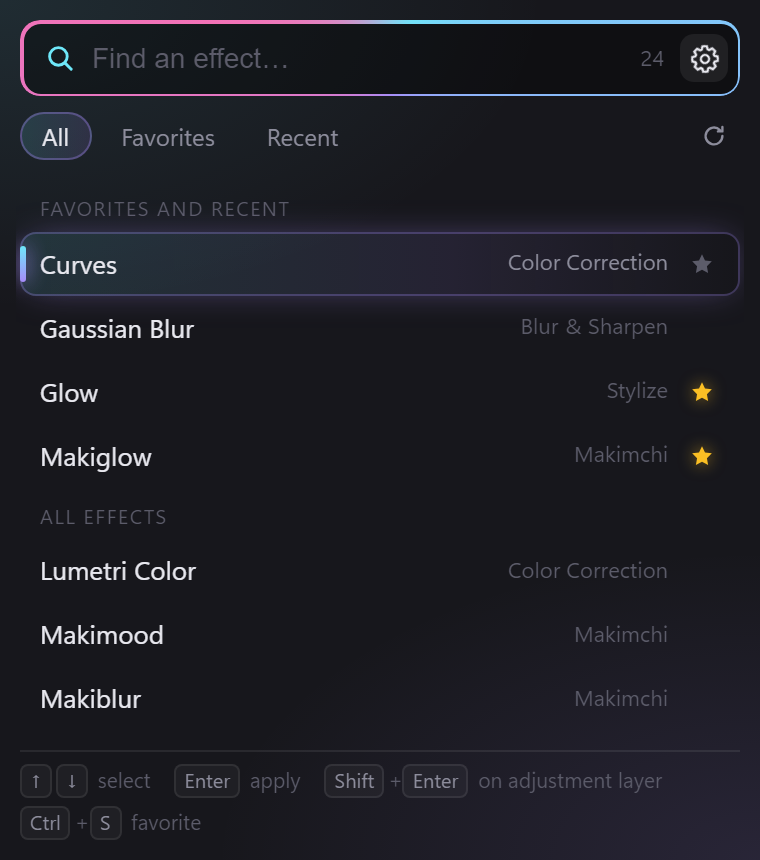 Find an effect… 24
All Favorites Recent
FAVORITES AND RECENT
Curves Color Correction
Gaussian Blur Blur & Sharpen
Glow Stylize
Makiglow Makimchi
ALL EFFECTS
Lumetri Color Color Correction
Makimood Makimchi
Makiblur Makimchi
↑ ↓ select Enter apply Shift + Enter on adjustment layer
Ctrl + S favorite